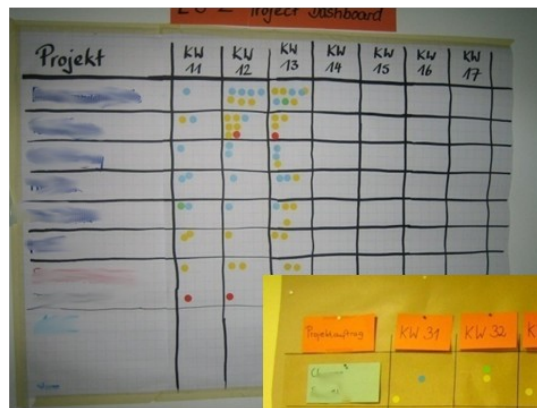 Project Dashboard
Projekt
KW 11
KW 12
KW 13
KW 14
KW 15
KW 16
KW 17
Projektauftrag
KW 31
KW 32